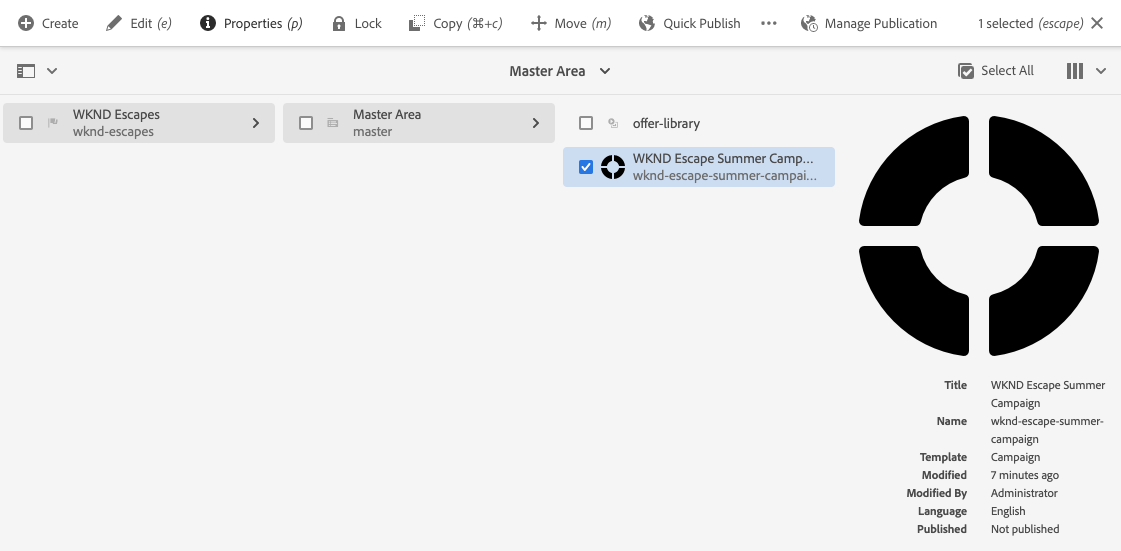 Create
Edit (e)
Properties (p)
Lock
Copy (⌘+c)
Move (m)
Quick Publish
Manage Publication
1 selected (escape)
Master Area
Select All
WKND Escapes
wknd-escapes
Master Area
master
offer-library
WKND Escape Summer Camp...
wknd-escape-summer-campai...
Title WKND Escape Summer
Campaign
Name wknd-escape-summer-
campaign
Template Campaign
Modified 7 minutes ago
Modified By Administrator
Language English
Published Not published